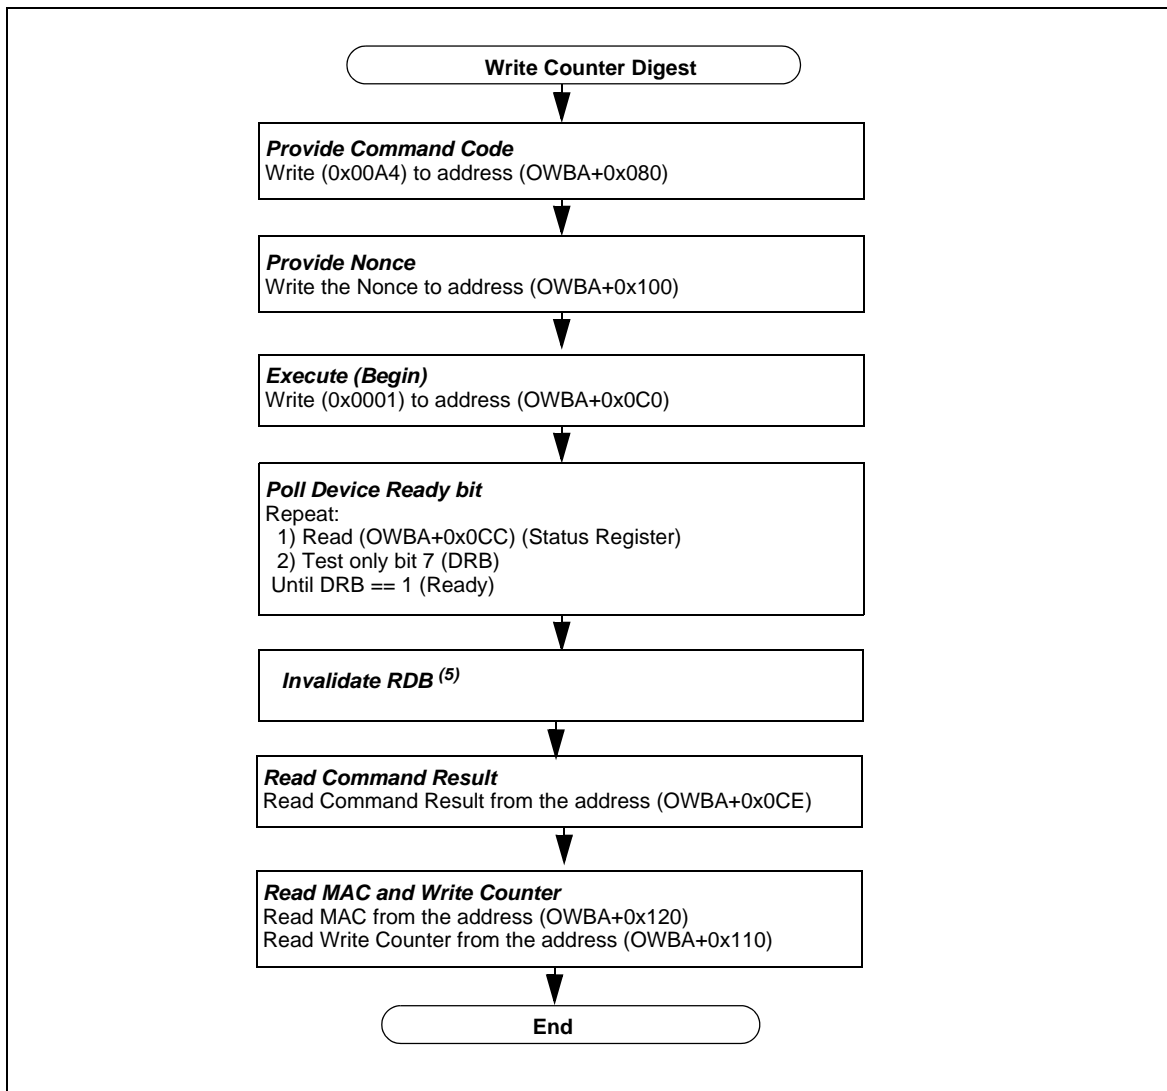 Write Counter Digest
Provide Command Code
Write (0x00A4) to address (OWBA+0x080)
Provide Nonce
Write the Nonce to address (OWBA+0x100)
Execute (Begin)
Write (0x0001) to address (OWBA+0x0C0)
Poll Device Ready bit
Repeat:
1) Read (OWBA+0x0CC) (Status Register)
2) Test only bit 7 (DRB)
Until DRB == 1 (Ready)
Invalidate RDB (5)
Read Command Result
Read Command Result from the address (OWBA+0x0CE)
Read MAC and Write Counter
Read MAC from the address (OWBA+0x120)
Read Write Counter from the address (OWBA+0x110)
End